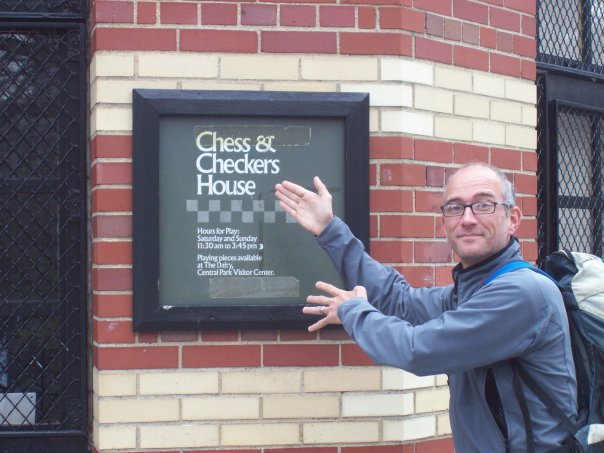 Chess &
Checkers
House
Hours for Play:
Saturday and Sunday
11:30 am to 3:45 pm
Playing pieces available
at The Dairy,
Central Park Visitor Center.